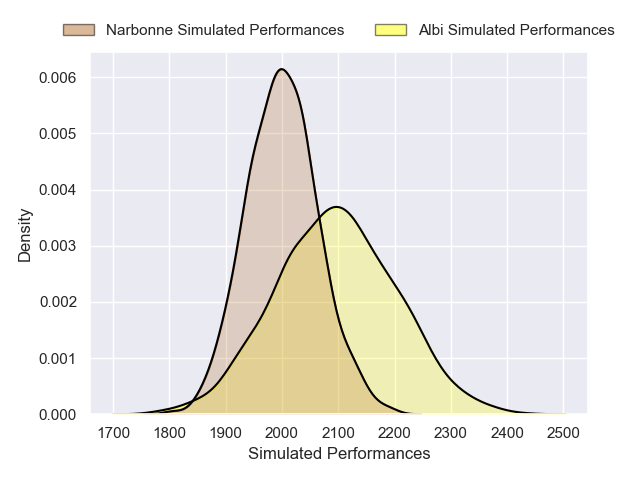 Narbonne Simulated Performances Albi Simulated Performances
0.006
0.005
0.004
0.003
0.002
0.001
0.000
Density
1700 1800 1900 2000 2100 2200 2300 2400 2500
Simulated Performances